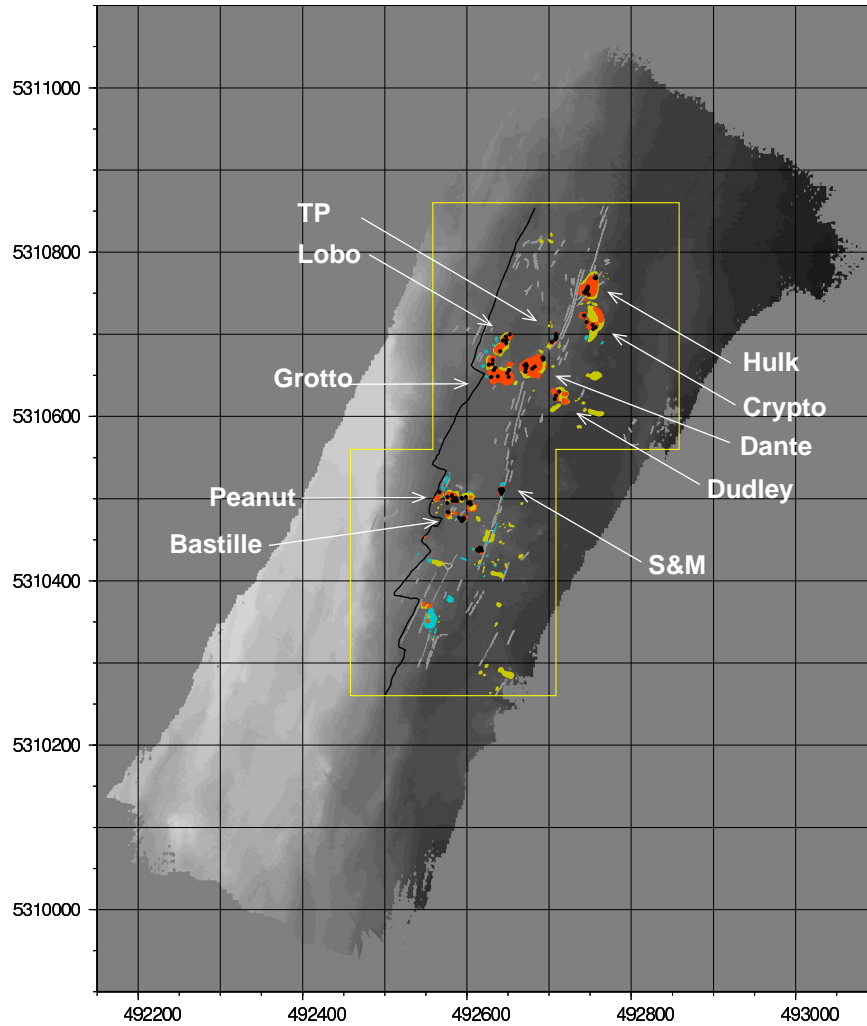 5311000
5310800
5310600
5310400
5310200
5310000
TP
Lobo
Grotto
Peanut
Bastille
Hulk
Crypto
Dante
Dudley
S&M
492200 492400 492600 492800 493000